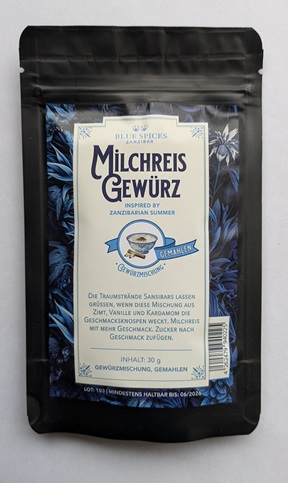 BLUE SPICES
ZANZIBAR
MILCHREIS
GEWÜRZ
INSPIRED BY
ZANZIBARIAN SUMMER
GEMAHLEN
GEWÜRZMISCHUNG
DIE TRAUMSTRÄNDE SANSIBARS LASSEN
GRÜSSEN, WENN DIESE MISCHUNG AUS
ZIMT, VANILLE UND KARDAMOM DIE
GESCHMACKSKNOSPEN WECKT. MILCHREIS
MIT MEHR GESCHMACK. ZUCKER NACH
GESCHMACK ZUFÜGEN.
INHALT: 30 g
GEWÜRZMISCHUNG, GEMAHLEN
LOT: 193 | MINDESTENS HALTBAR BIS: 06/2026